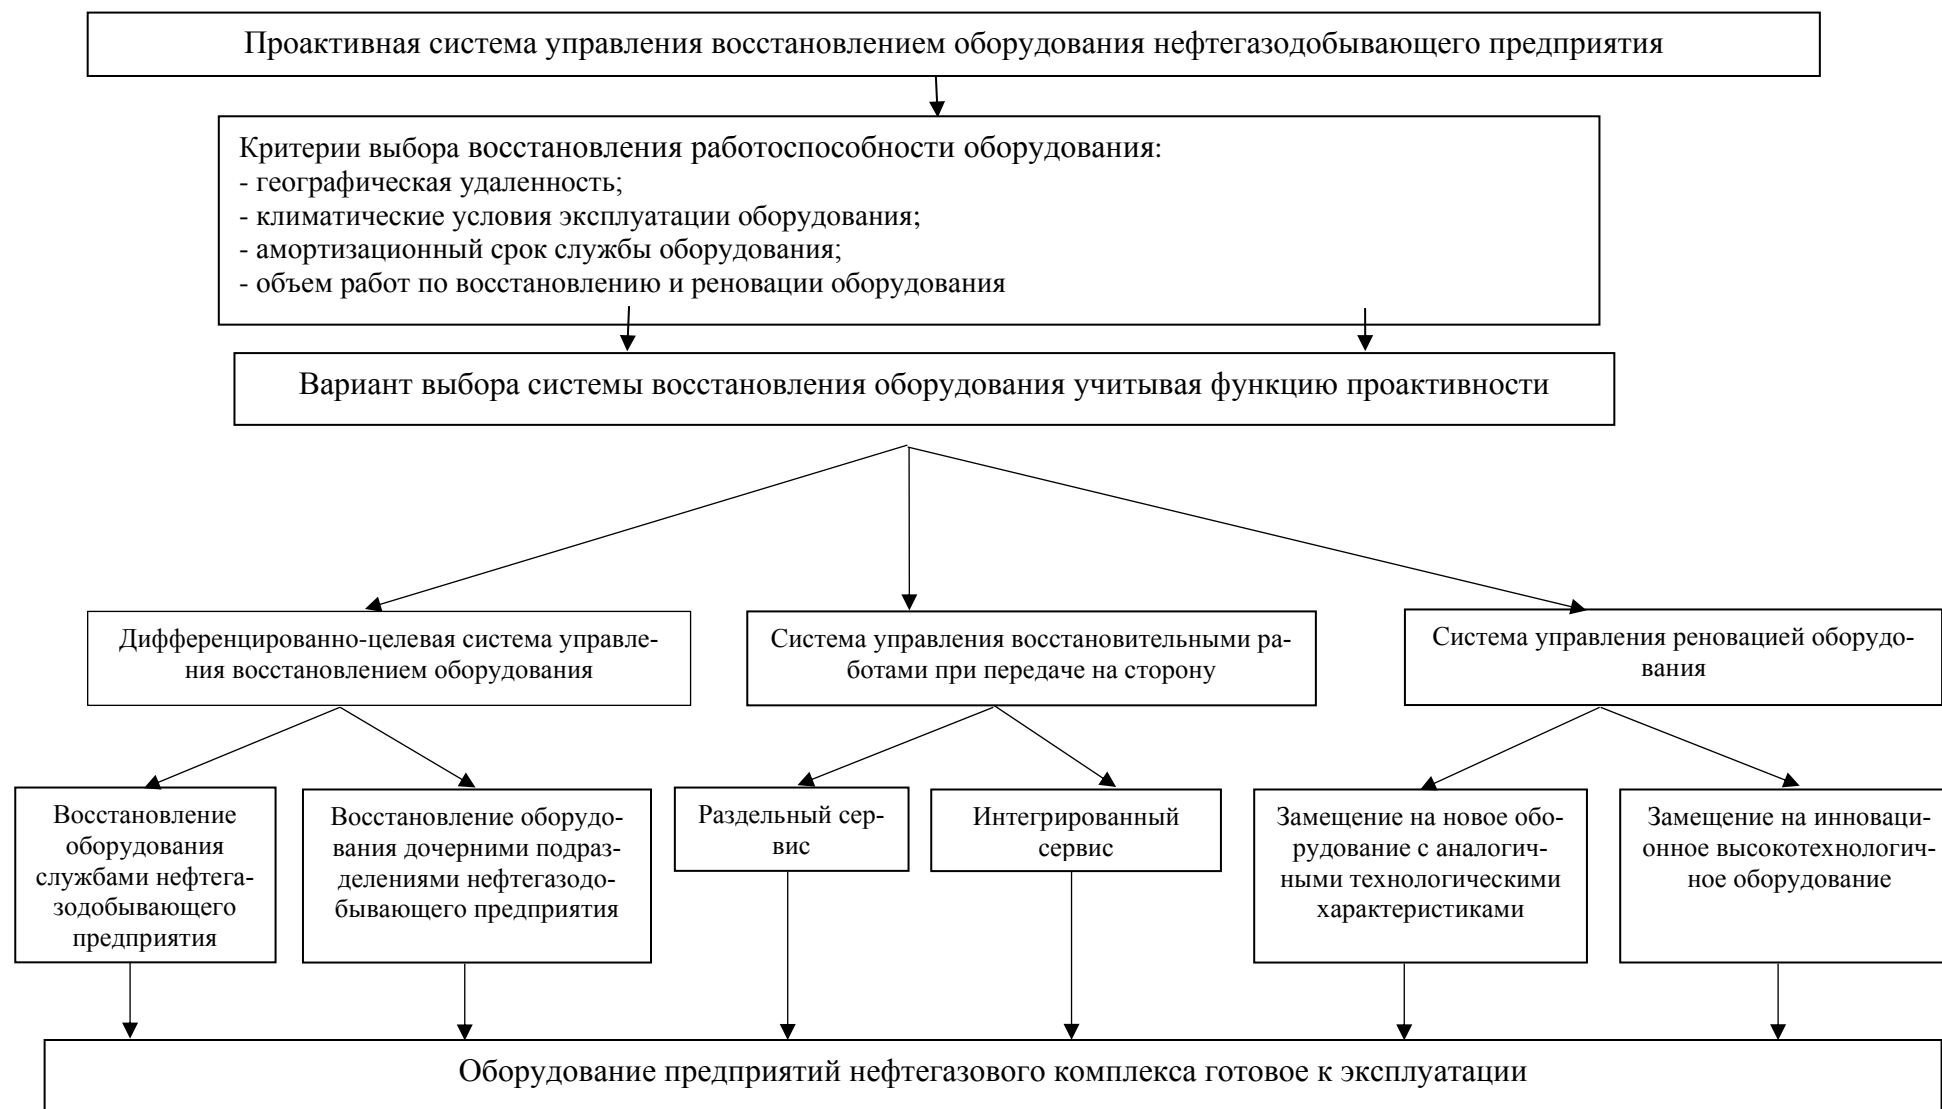 Проактивная система управления восстановлением оборудования нефтегазодобывающего предприятия
Критерии выбора восстановления работоспособности оборудования:
- географическая удаленность;
- климатические условия эксплуатации оборудования;
- амортизационный срок службы оборудования;
- объем работ по восстановлению и реновации оборудования
Вариант выбора системы восстановления оборудования учитывая функцию проактивности
Дифференцированно-целевая система управле-
ния восстановлением оборудования
Система управления восстановительными ра-
ботами при передаче на сторону
Система управления реновацией оборудо-
вания
Восстановление
оборудования
службами нефтега-
зодобывающего
предприятия
Восстановление оборудо-
вания дочерними подраз-
делениями нефтегазодо-
бывающего предприятия
Раздельный сер-
вис
Интегрированный
сервис
Замещение на новое обо-
рудование с аналогич-
ными технологическими
характеристиками
Замещение на инноваци-
онное высокотехнологич-
ное оборудование
Оборудование предприятий нефтегазового комплекса готовое к эксплуатации